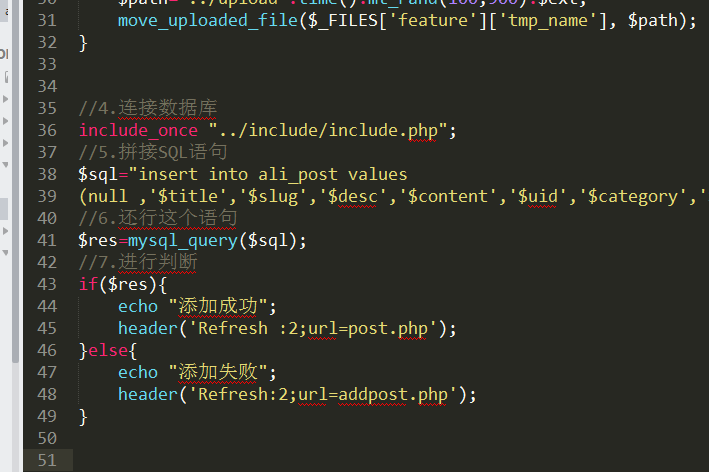 30 $path="../upload".time().mt_rand(100,900).$ext;
31 move_uploaded_file($_FILES['feature']['tmp_name'], $path);
32 }
33
34
35 //4.连接数据库
36 include_once "../include/include.php";
37 //5.拼接SQL语句
38 $sql="insert into ali_post values
39 (null ,'$title','$slug','$desc','$content','$uid','$category','
40 //6.还行这个语句
41 $res=mysql_query($sql);
42 //7.进行判断
43 if($res){
44 echo "添加成功";
45 header('Refresh :2;url=post.php');
46 }else{
47 echo "添加失败";
48 header('Refresh:2;url=addpost.php');
49 }
50
51